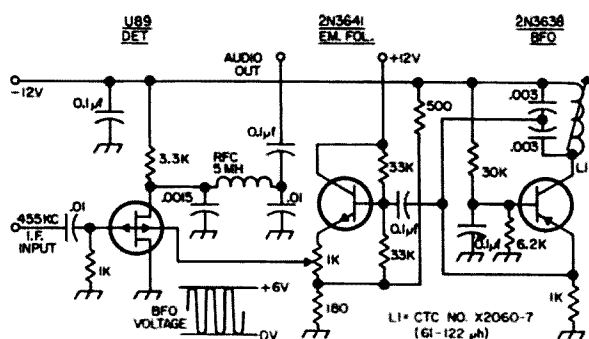 U89
DET
2N3641
EM. FOL.
2N3638
BFO
AUDIO
OUT
+12V
-12V
0.1µf
3.3K
RFC
5 MH
0.1µf
500
.003
.003
L1
.01
.0015
.01
33K
30K
455KC
I.F.
INPUT
0.1µf
0.1µf
6.2K
1K
1K
33K
BFO
VOLTAGE
+6V
0V
180
1K
L1= CTC NO. X2060-7
(61-122 µh)